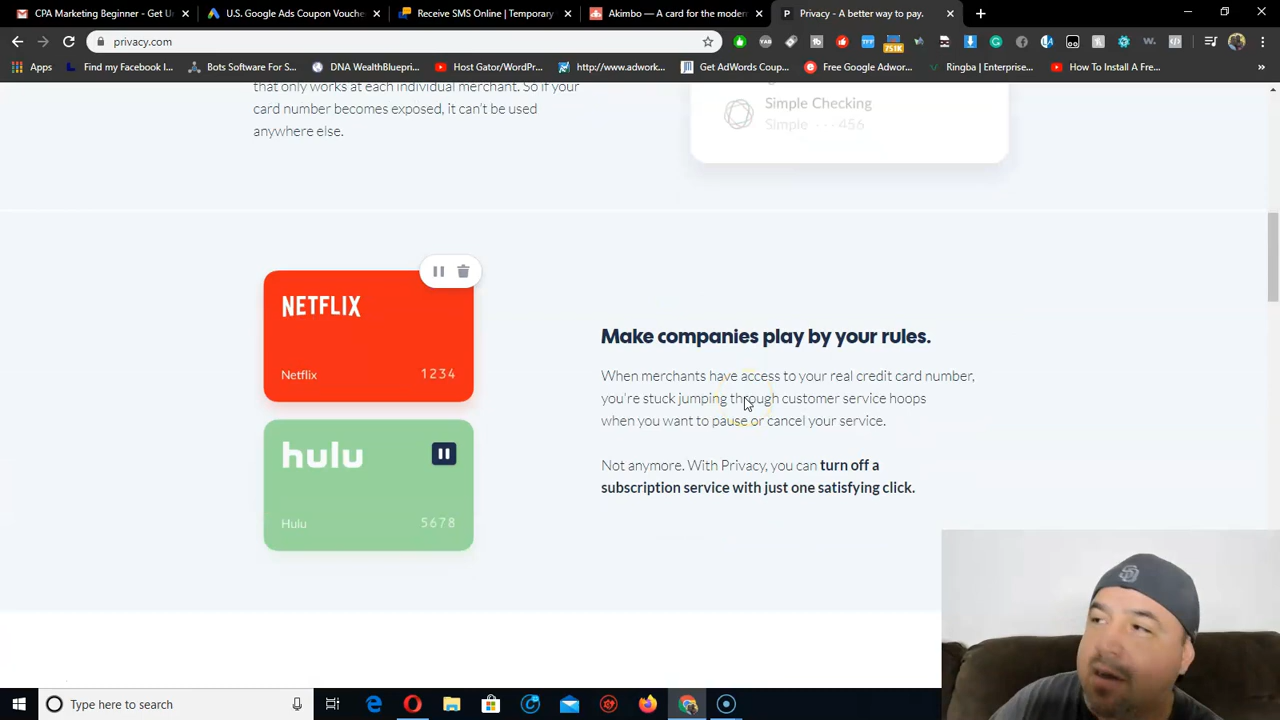 CPA Marketing Beginner - Get U
U.S. Google Ads Coupon Vouche
Receive SMS Online | Temporary
Akimbo — A card for the moder
Privacy - A better way to pay.
privacy.com
751K
Apps
Find my Facebook I...
Bots Software For S...
DNA WealthBluepri...
Host Gator/WordPr...
http://www.adwork...
Get AdWords Coup...
Free Google Adwor...
Ringba | Enterprise...
How To Install A Fre...
that only works at each individual merchant. So if your
card number becomes exposed, it can't be used
anywhere else.
Simple Checking
Simple ···456
NETFLIX
Netflix 1234
hulu
Hulu 5678
Make companies play by your rules.
When merchants have access to your real credit card number,
you're stuck jumping through customer service hoops
when you want to pause or cancel your service.
Not anymore. With Privacy, you can turn off a
subscription service with just one satisfying click.
SD
Type here to search